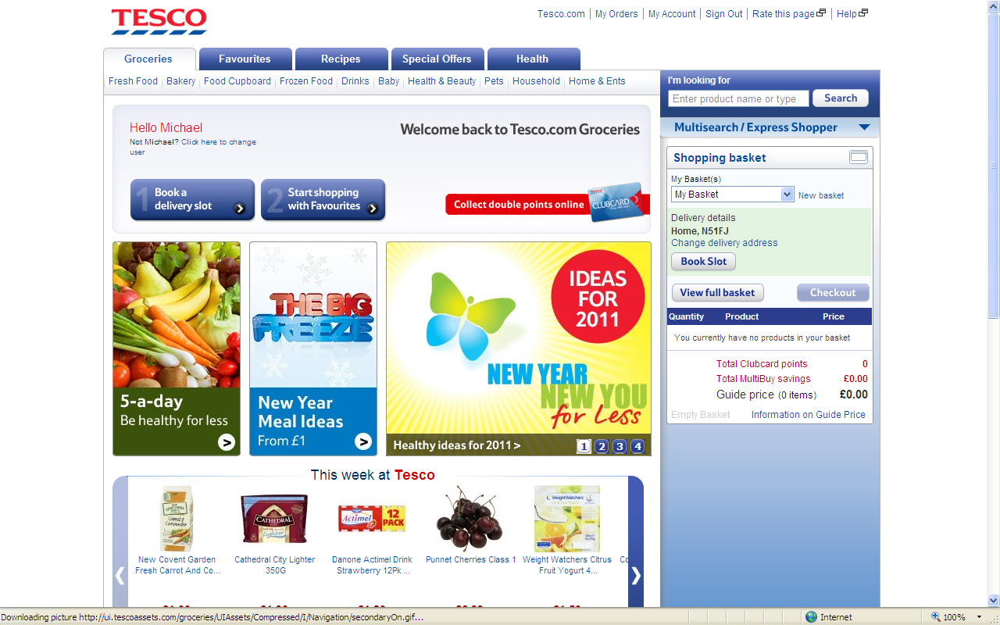 TESCO
Tesco.com My Orders My Account Sign Out Rate this page Help
Groceries Favourites Recipes Special Offers Health
Fresh Food Bakery Food Cupboard Frozen Food Drinks Baby Health & Beauty Pets Household Home & Ents
I'm looking for
Enter product name or type Search
Multisearch / Express Shopper
Hello Michael
Not Michael? Click here to change
user
Welcome back to Tesco.com Groceries
1 Book a
delivery slot
2 Start shopping
with Favourites
Collect double points online
TESCO
CLUBCARD
5-a-day
Be healthy for less
THE BIG
FREEZE
New Year
Meal Ideas
From £1
IDEAS
FOR
2011
NEW YEAR
NEW YOU
for Less
Healthy ideas for 2011 >
1 2 3 4
Shopping basket
My Basket(s)
My Basket New basket
Delivery details
Home, N51FJ
Change delivery address
Book Slot
View full basket Checkout
Quantity Product Price
You currently have no products in your basket
Total Clubcard points 0
Total MultiBuy savings £0.00
Guide price (0 items) £0.00
Empty Basket Information on Guide Price
This week at Tesco
CATHEDRAL
CITY
lighter
Actimel
12
PACK
WeightWatchers
New Covent Garden
Fresh Carrot And Co...
Cathedral City Lighter
350G
Danone Actimel Drink
Strawberry 12Pk ...
Punnet Cherries Class 1
Weight Watchers Citrus
Fruit Yogurt 4...
Co
Downloading picture http://ui.tescoassets.com/groceries/UIAssets/Compressed/I/Navigation/secondaryOn.gif...
Internet 100%